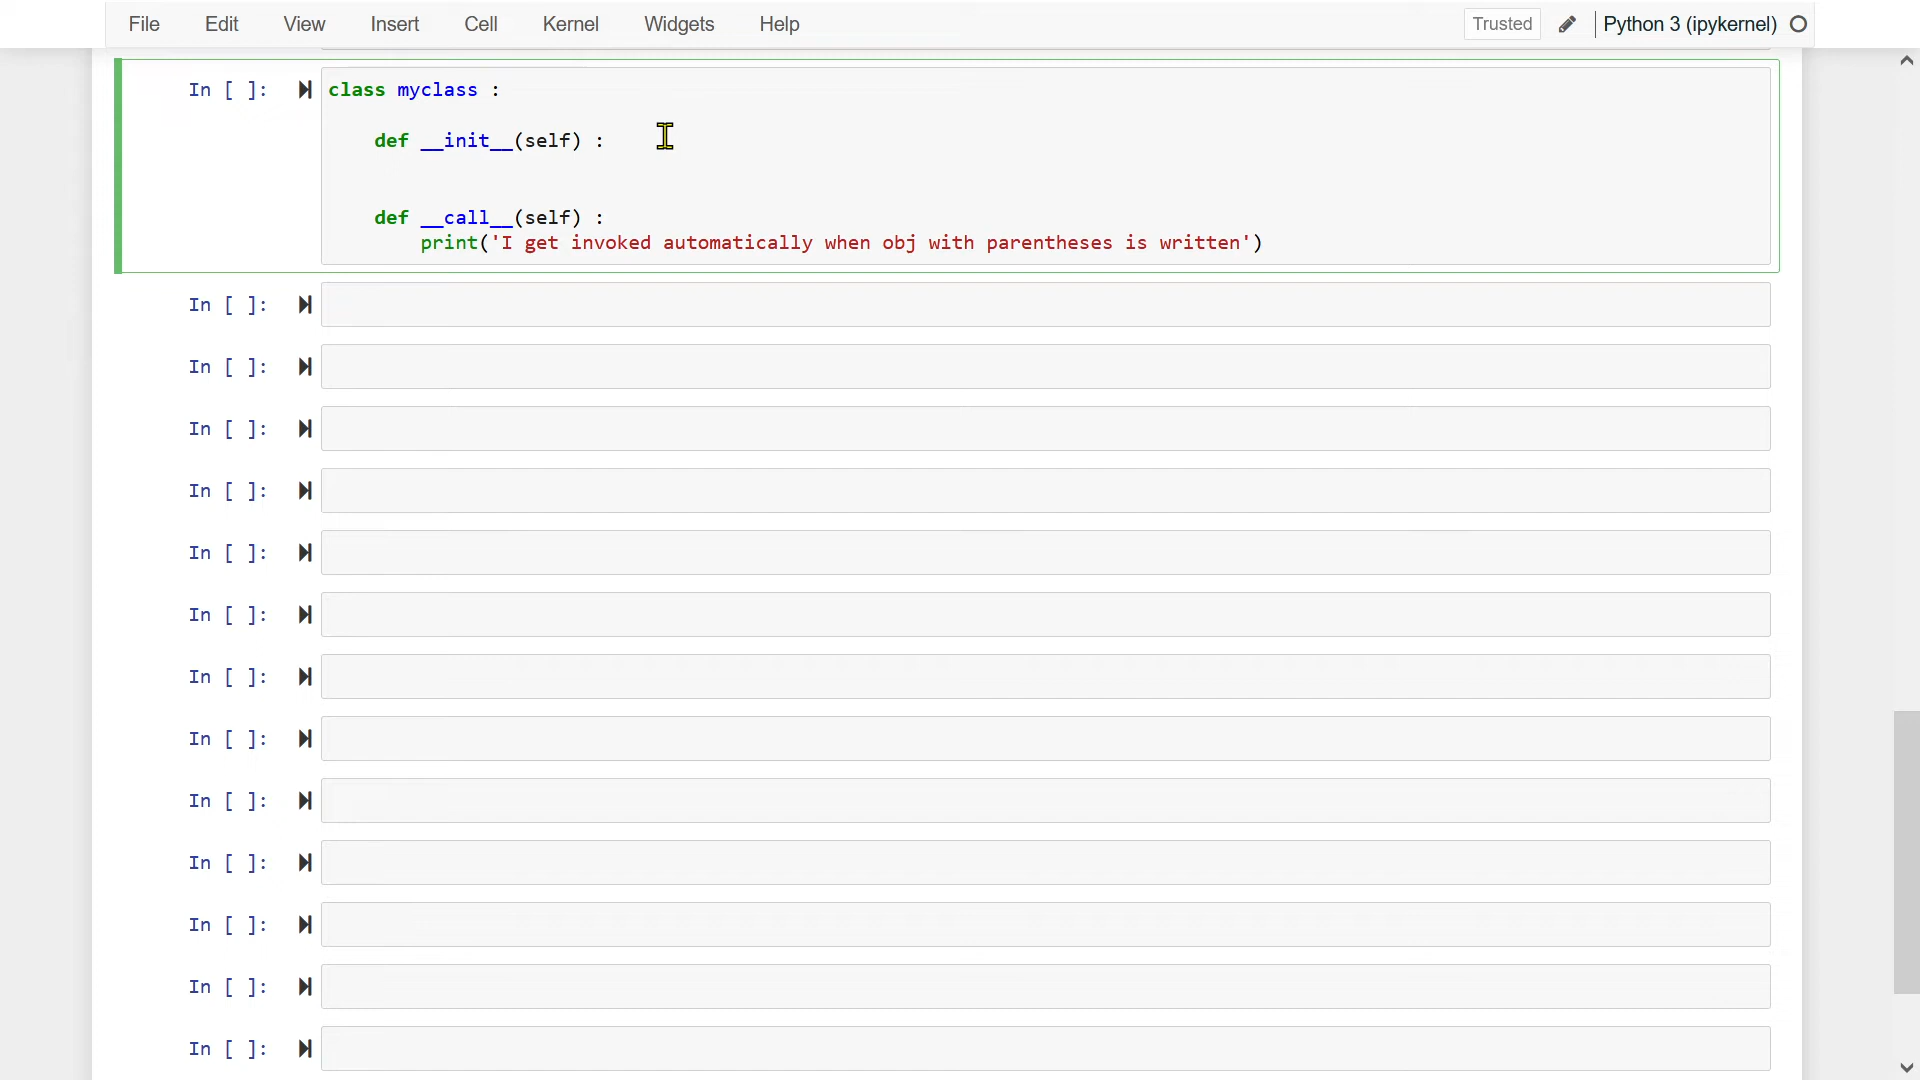 File Edit View Insert Cell Kernel Widgets Help Trusted Python 3 (ipykernel)
In [ ]: class myclass :
def __init__(self) :
def __call__(self) :
print('I get invoked automatically when obj with parentheses is written')
In [ ]:
In [ ]:
In [ ]:
In [ ]:
In [ ]:
In [ ]:
In [ ]:
In [ ]:
In [ ]:
In [ ]:
In [ ]:
In [ ]:
In [ ]: